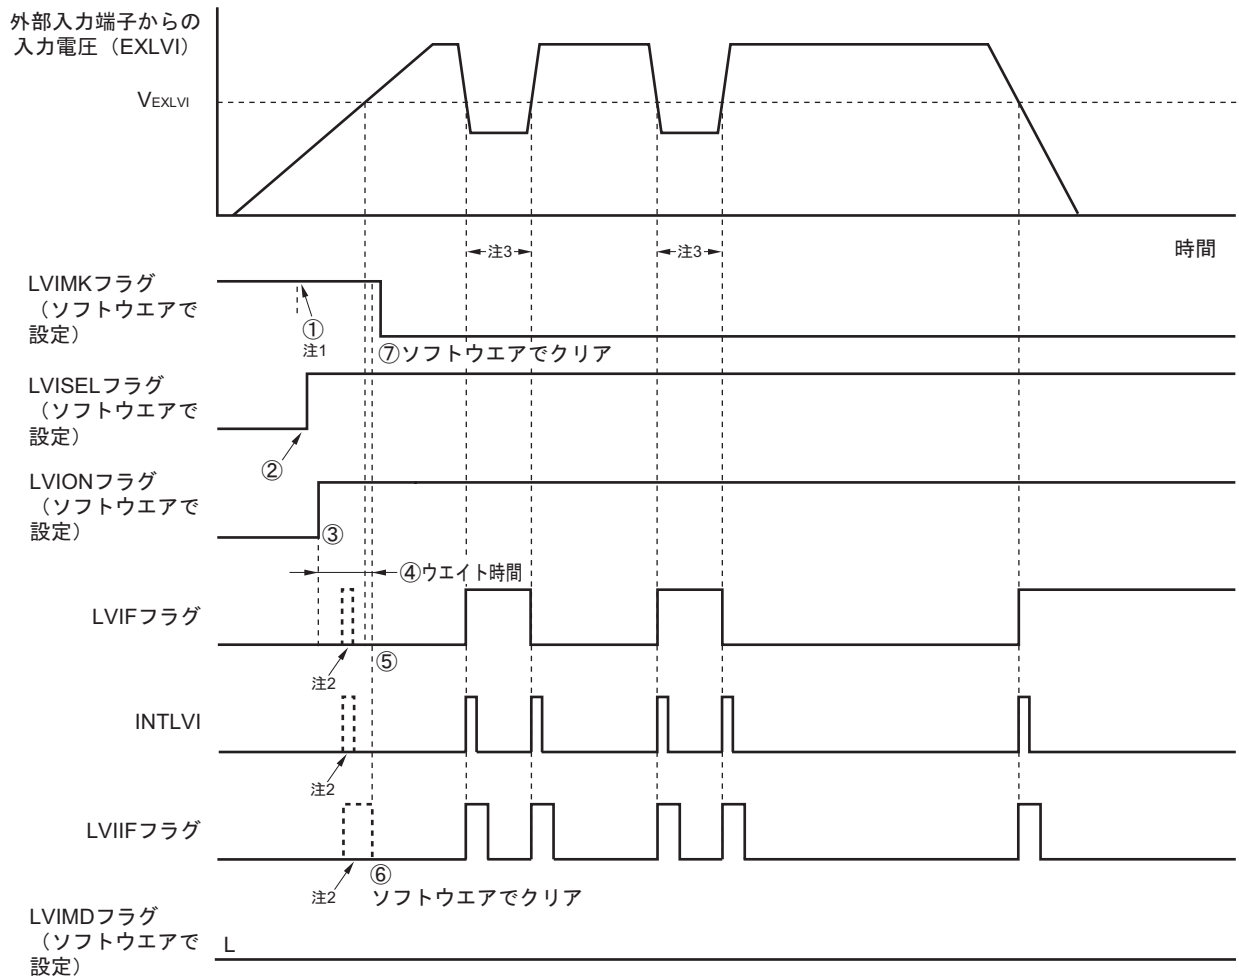 外部入力端子からの
入力電圧（EXLVI）
VEXLVI
注3
注3
時間
LVIMKフラグ
（ソフトウエアで
設定）
①
注1
⑦ソフトウエアでクリア
LVISELフラグ
（ソフトウエアで
設定）
②
LVIONフラグ
（ソフトウエアで
設定）
③
④ウエイト時間
LVIFフラグ
注2
⑤
INTLVI
注2
LVIIFフラグ
注2
⑥
ソフトウエアでクリア
LVIMDフラグ
（ソフトウエアで
設定）
L